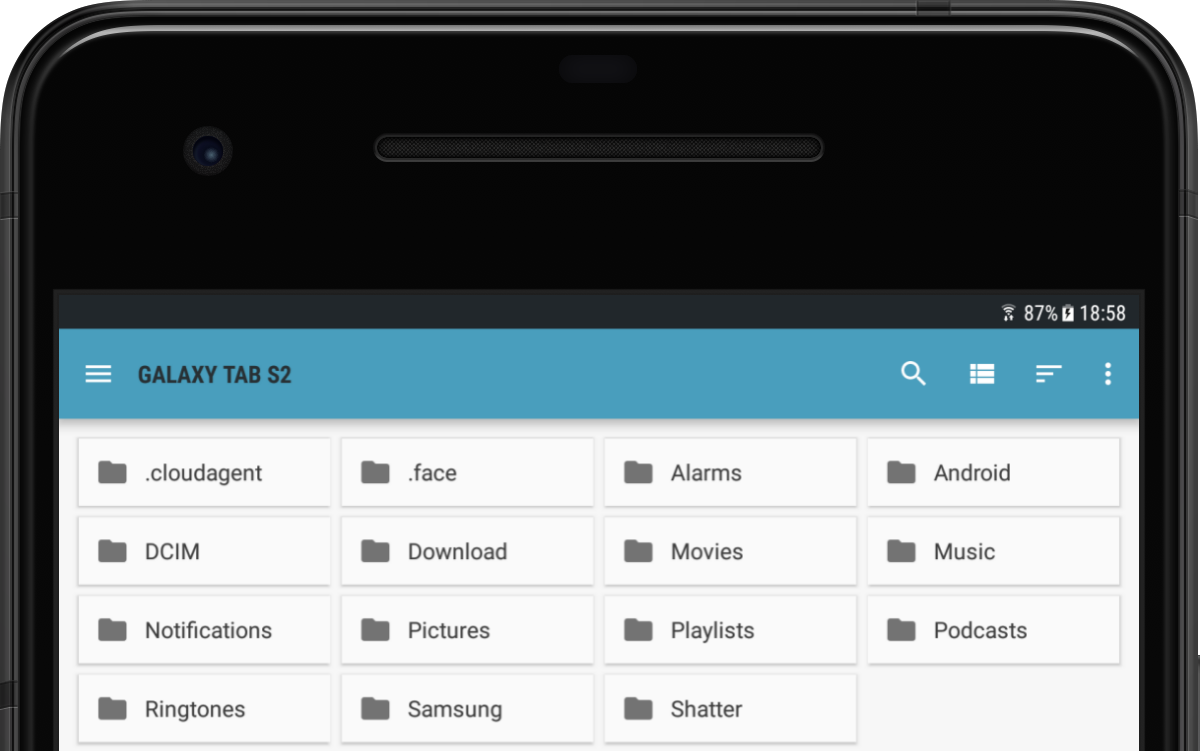 87% 18:58
GALAXY TAB S2
.cloudagent .face Alarms Android
DCIM Download Movies Music
Notifications Pictures Playlists Podcasts
Ringtones Samsung Shatter